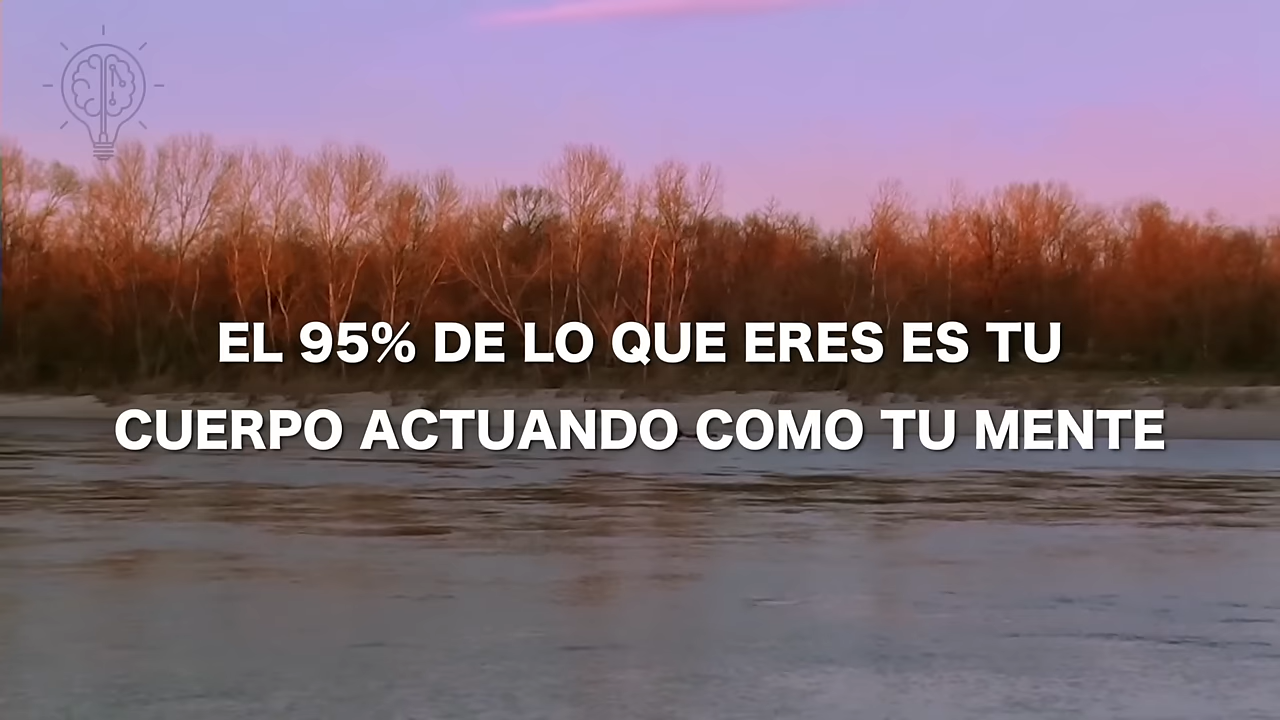 EL 95% DE LO QUE ERES ES TU
CUERPO ACTUANDO COMO TU MENTE